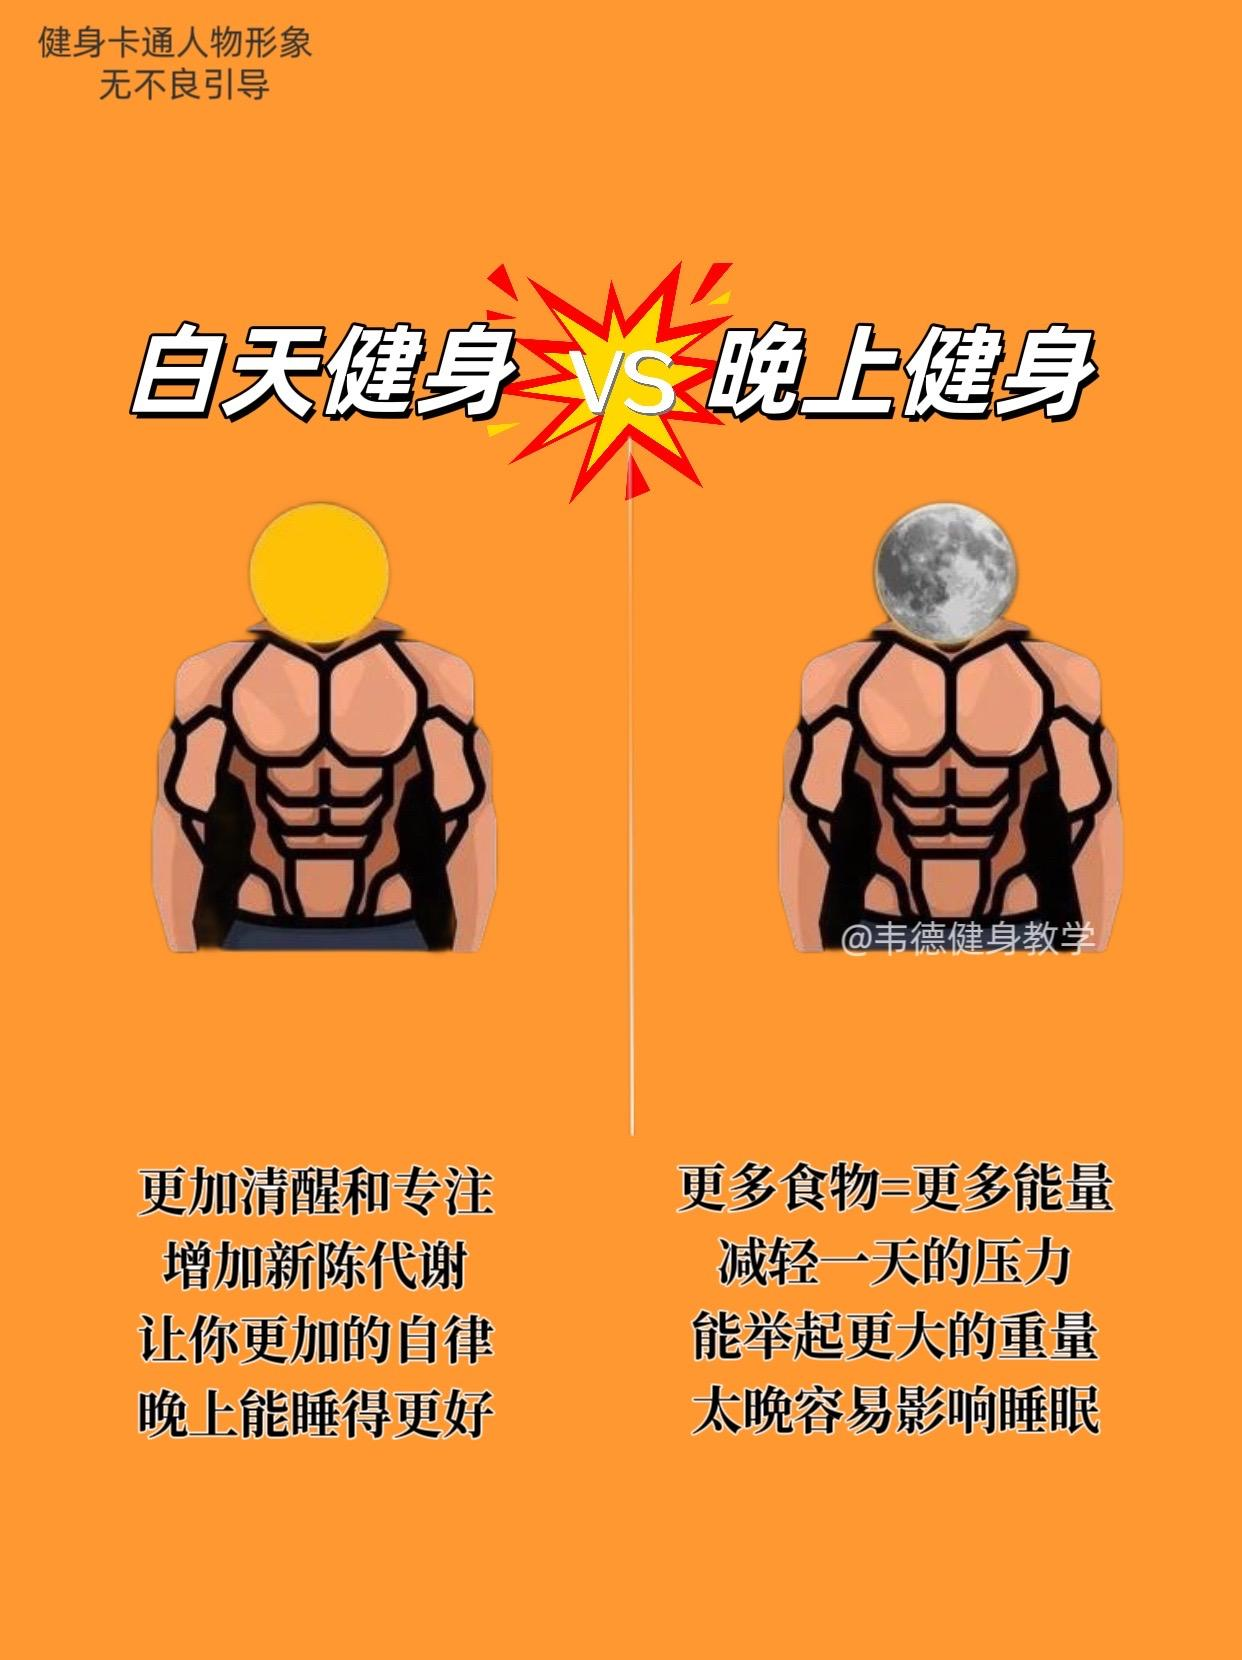 健身卡通人物形象
无不良引导
白天健身 VS 晚上健身
@韦德健身教学
更加清醒和专注
增加新陈代谢
让你更加的自律
晚上能睡得更好
更多食物=更多能量
减轻一天的压力
能举起更大的重量
太晚容易影响睡眠